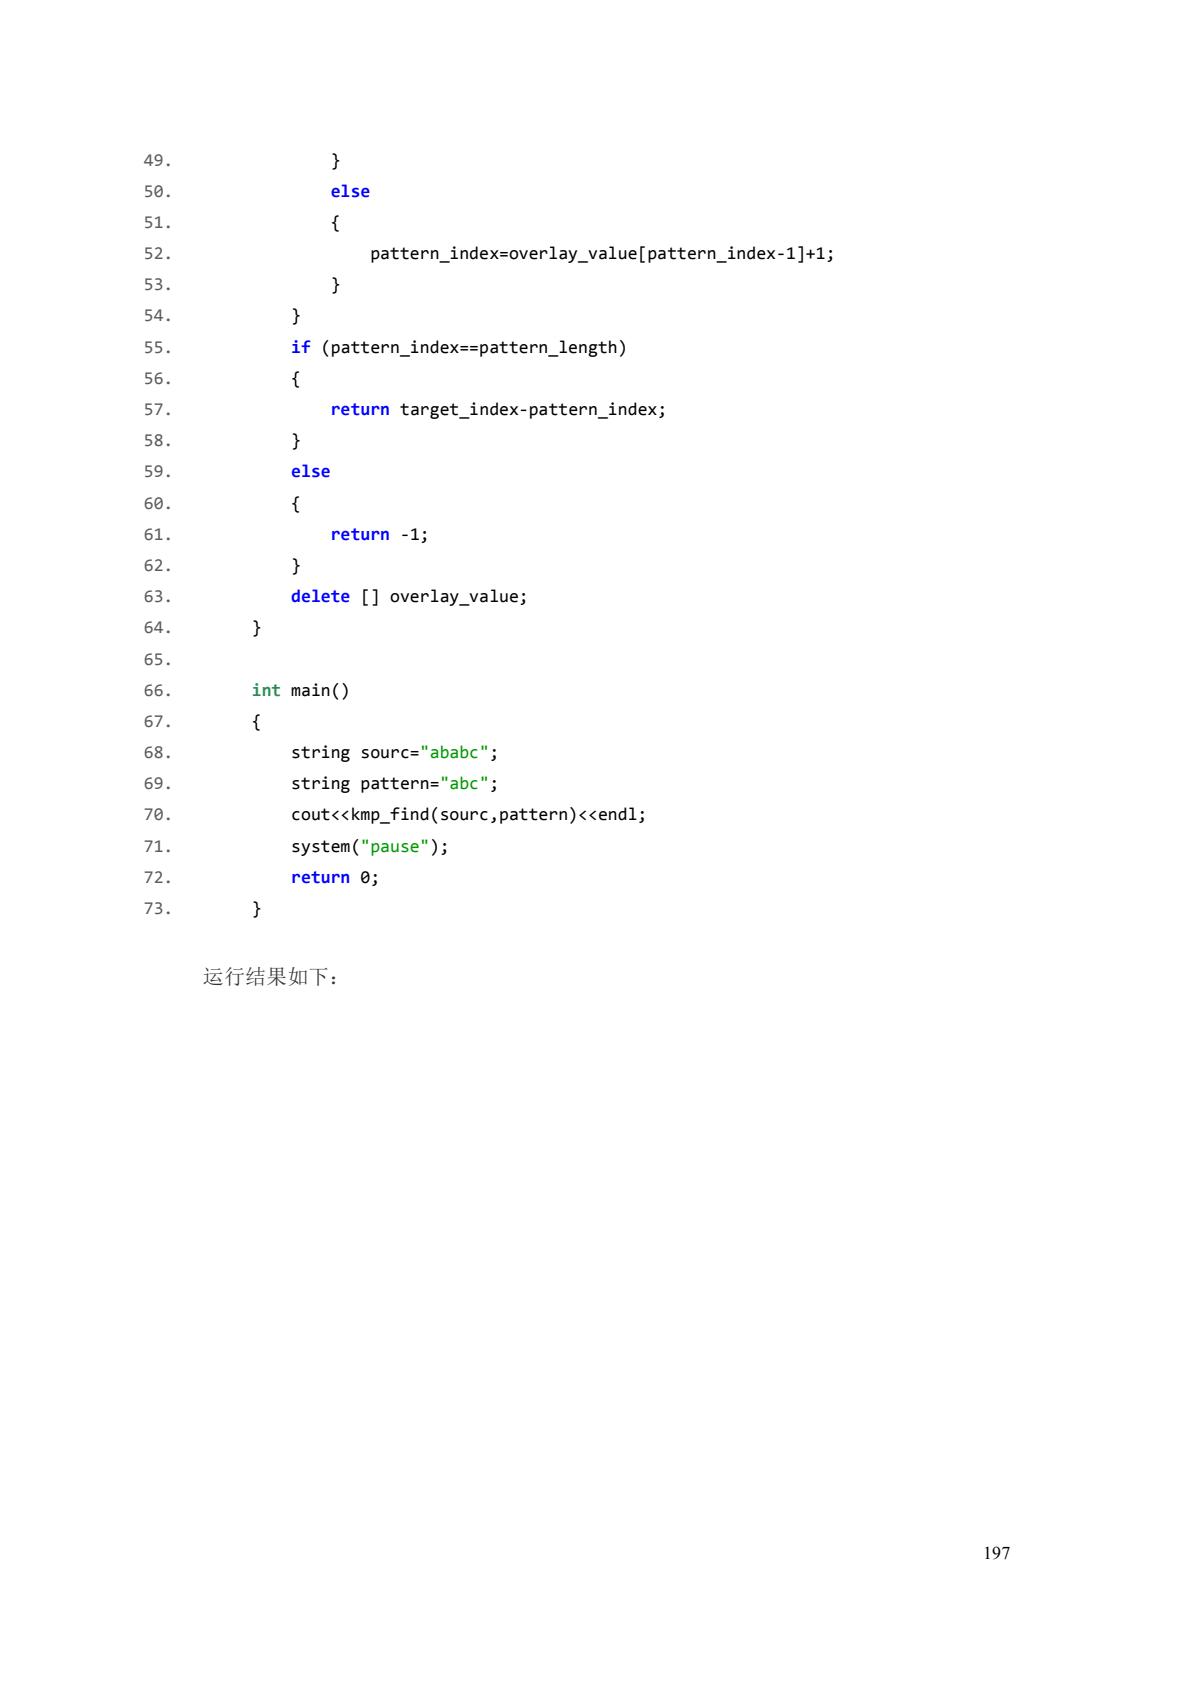 49.                }
50.                else
51.                {
52.                    pattern_index=overlay_value[pattern_index-1]+1;
53.                }
54.            }
55.            if (pattern_index==pattern_length)
56.            {
57.                return target_index-pattern_index;
58.            }
59.            else
60.            {
61.                return -1;
62.            }
63.            delete [] overlay_value;
64.        }
65.
66.        int main()
67.        {
68.            string sourc="ababc";
69.            string pattern="abc";
70.            cout<<kmp_find(sourc,pattern)<<endl;
71.            system("pause");
72.            return 0;
73.        }
运行结果如下：
197